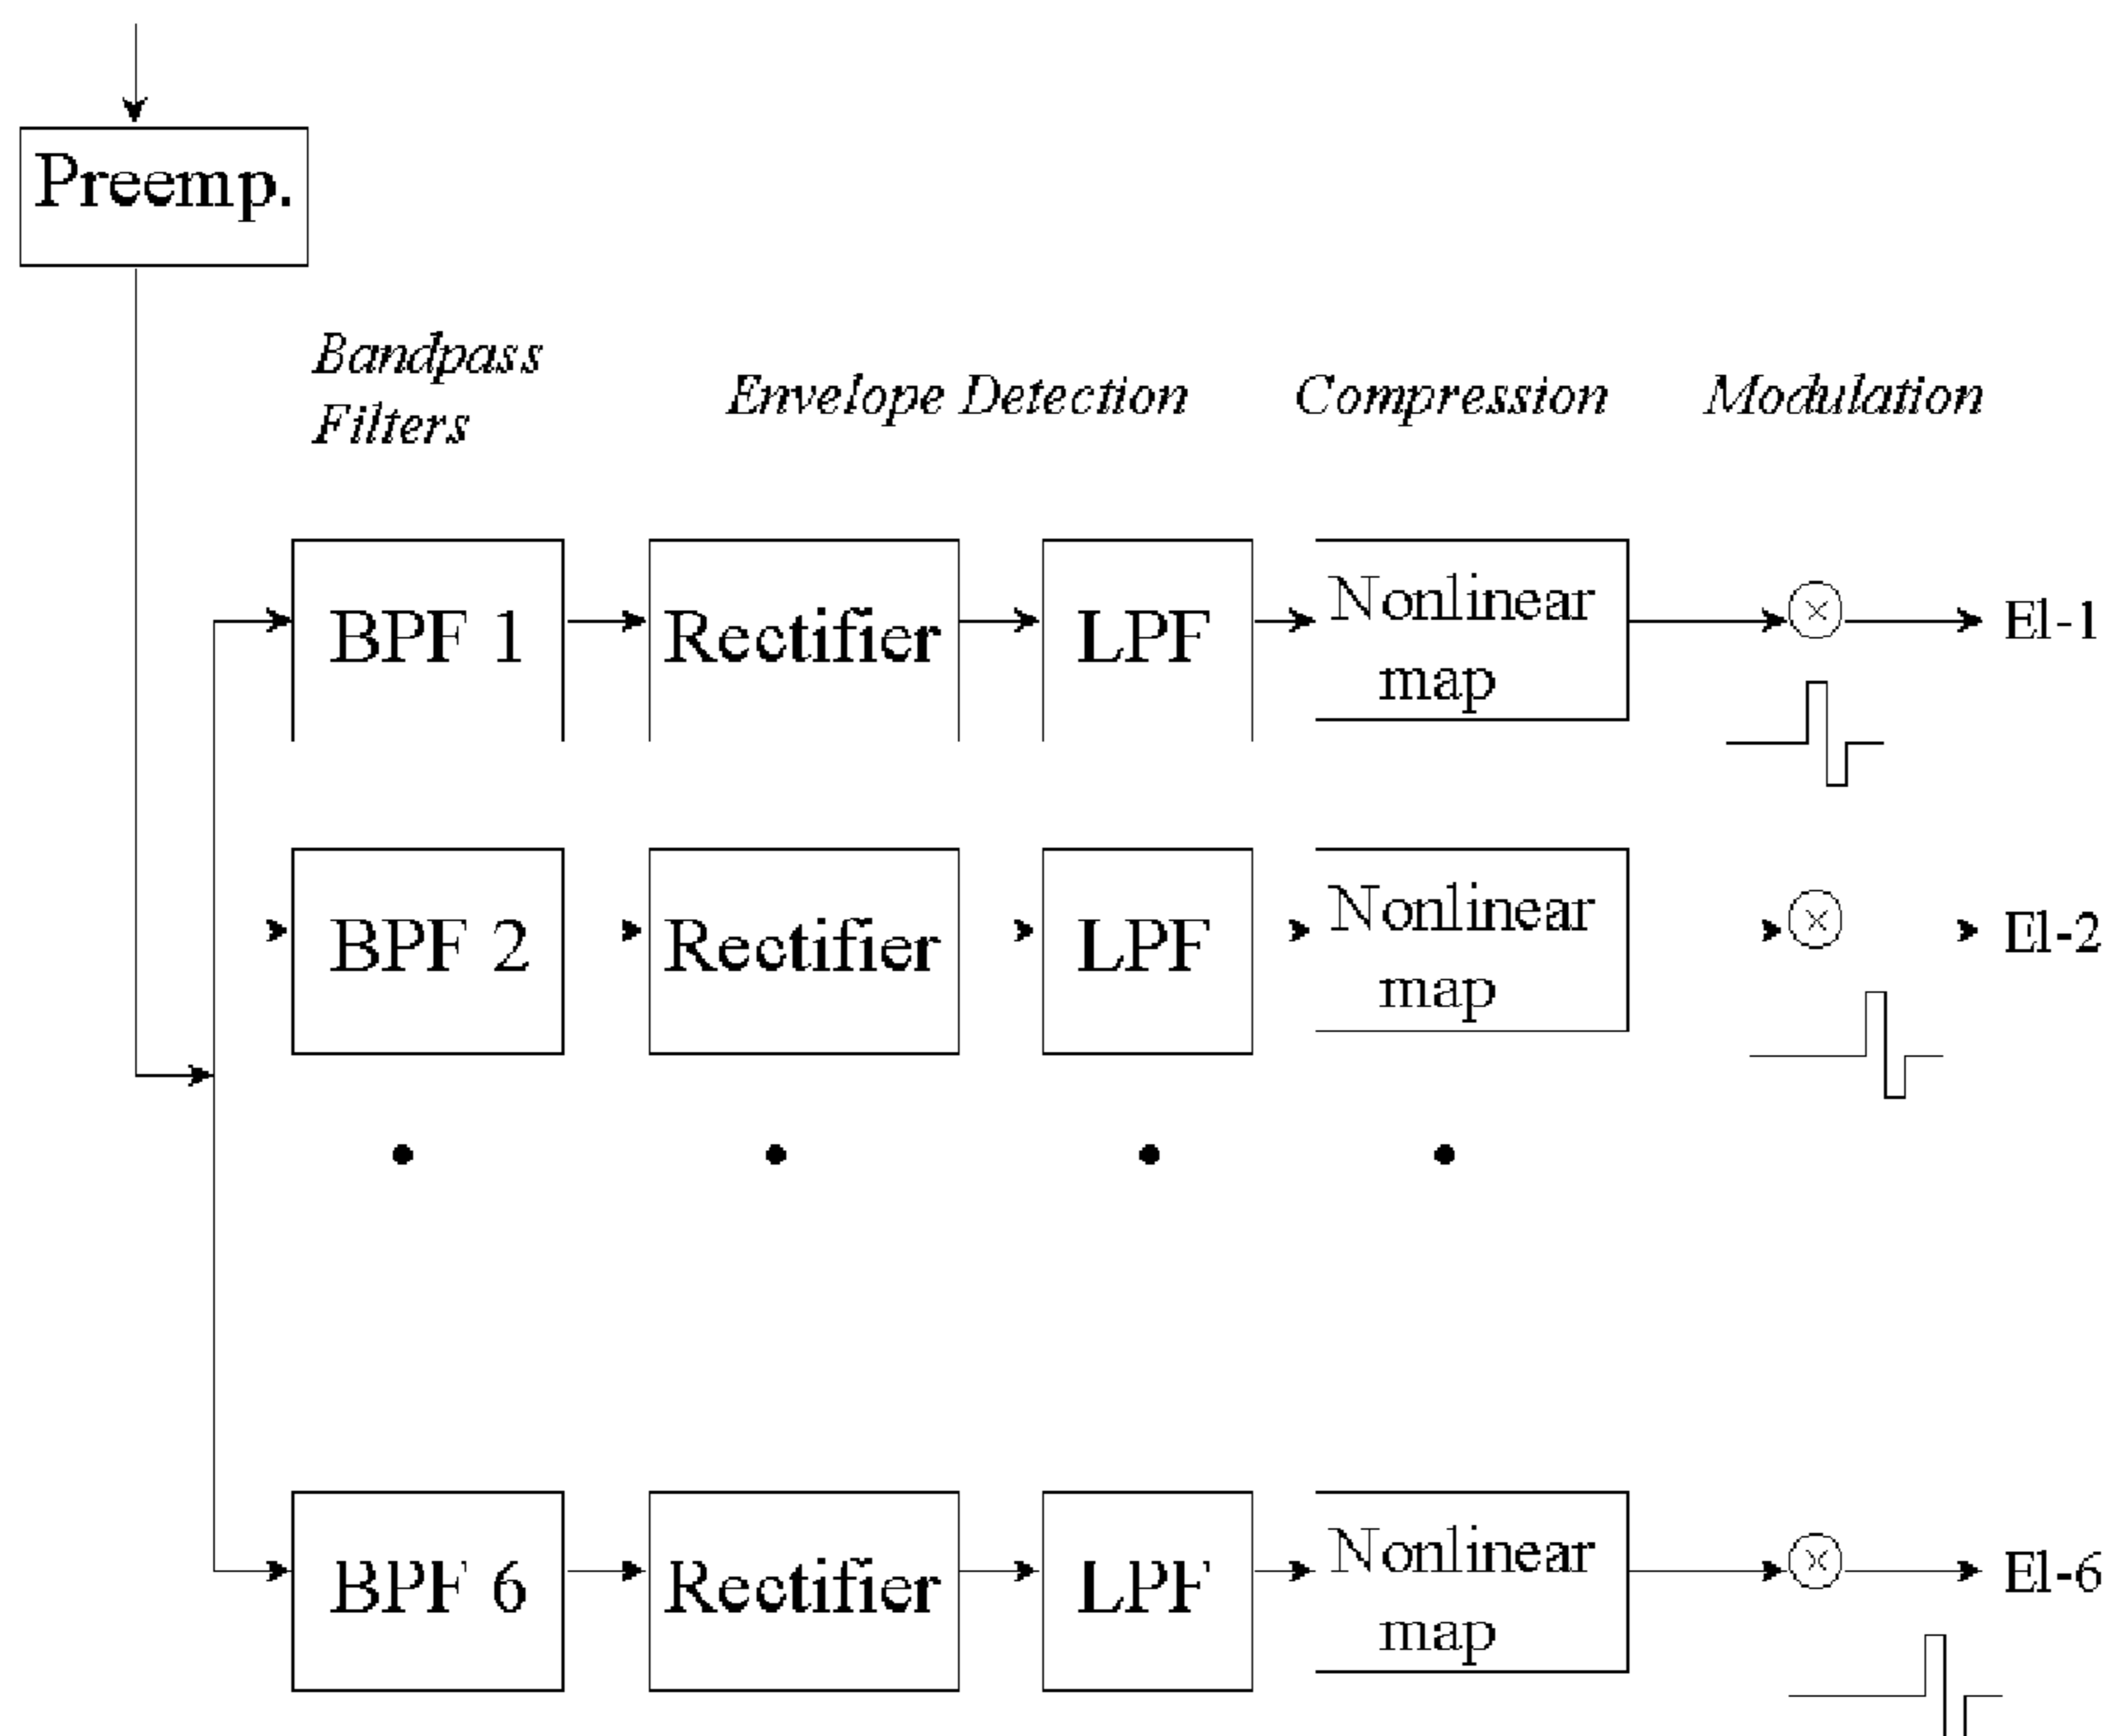 Preemp.
Bandpass
Filters
Envelope Detection
Compression
Modulation
BPF 1
Rectifier
LPF
Nonlinear
map
El-1
BPF 2
Rectifier
LPF
Nonlinear
map
El-2
BPF 6
Rectifier
LPF
Nonlinear
map
El-6